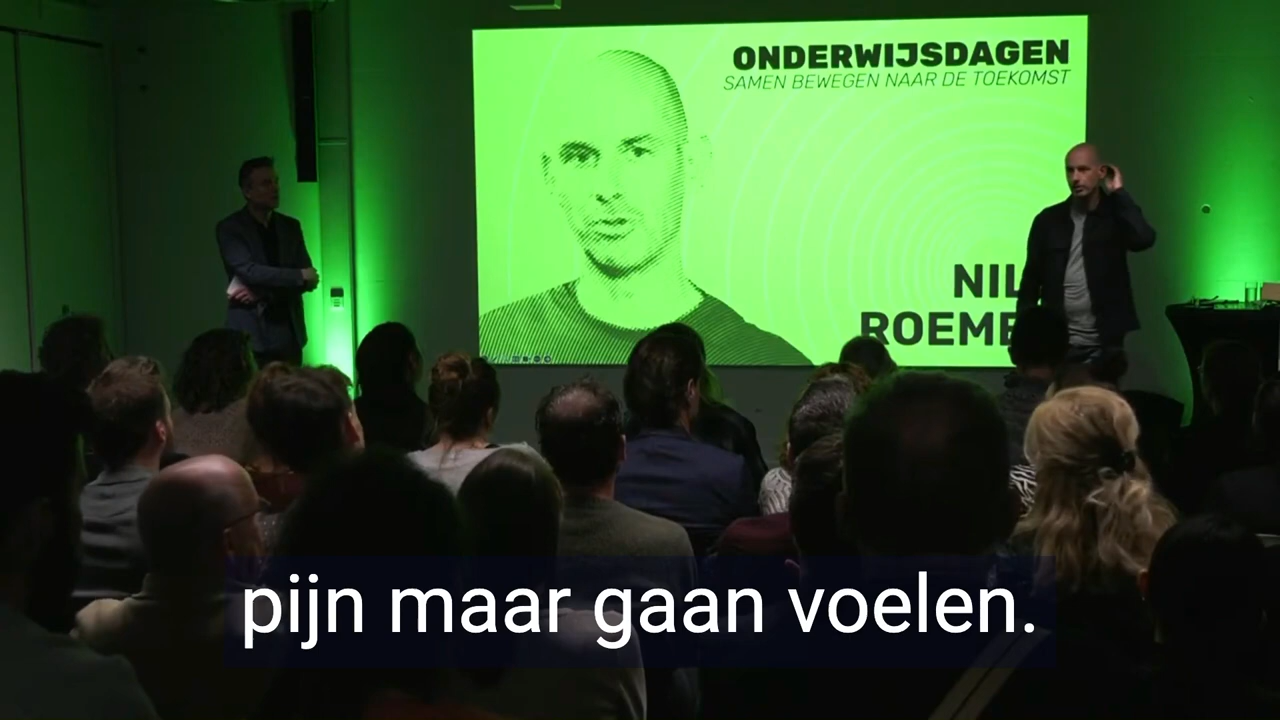 ONDERWIJSDAGEN
SAMEN BEWEGEN NAAR DE TOEKOMST
pijn maar gaan voelen.